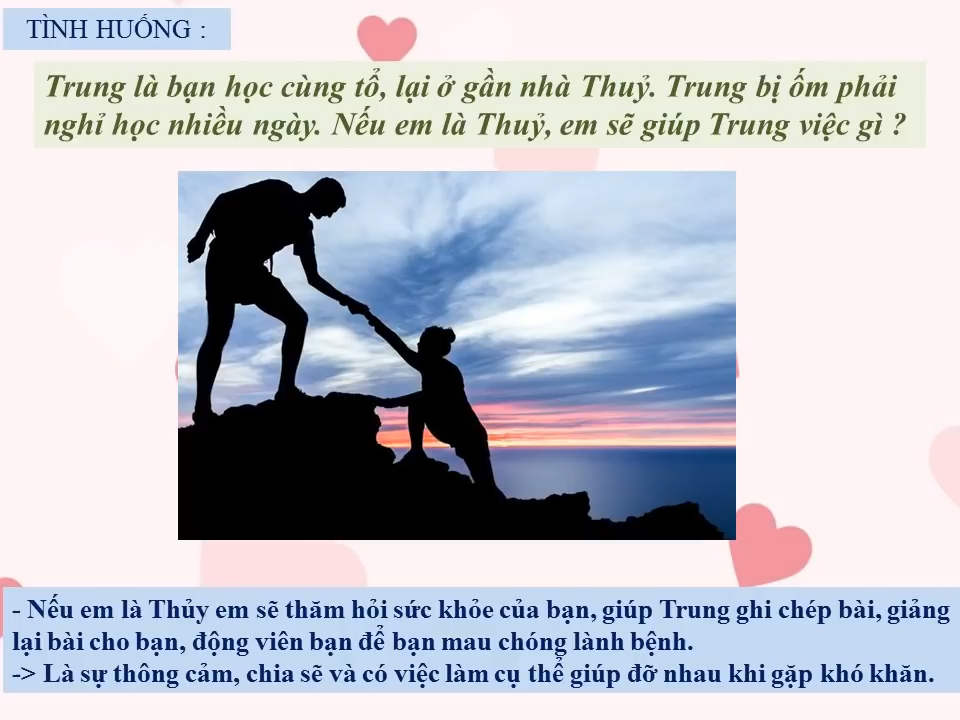 TÌNH HUỐNG :
Trung là bạn học cùng tổ, lại ở gần nhà Thuỷ. Trung bị ốm phải
nghỉ học nhiều ngày. Nếu em là Thuỷ, em sẽ giúp Trung việc gì ?
- Nếu em là Thủy em sẽ thăm hỏi sức khỏe của bạn, giúp Trung ghi chép bài, giảng
lại bài cho bạn, động viên bạn để bạn mau chóng lành bệnh.
-> Là sự thông cảm, chia sẽ và có việc làm cụ thể giúp đỡ nhau khi gặp khó khăn.